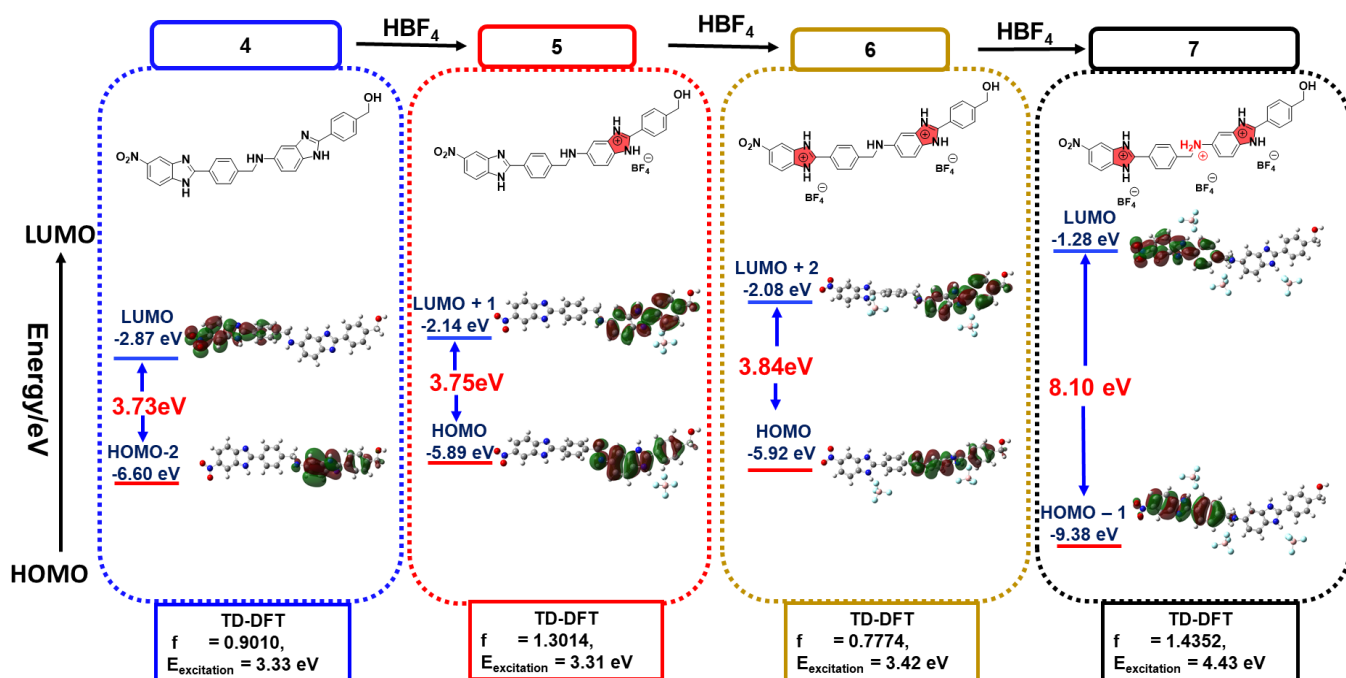 HBF4
HBF4
HBF4
4
5
6
7
OH
N
HN
N
H
O2N
N
N
H
OH
H
N
HN
N
H
BF4
O2N
N
N
H
OH
H
N
HN
N
H
BF4
O2N
H
N
N
H
BF4
OH
H
N
H2N
N
H
BF4
O2N
H
N
N
H
BF4
BF4
LUMO
Energy/eV
HOMO
LUMO
-2.87 eV
3.73eV
HOMO-2
-6.60 eV
LUMO + 1
-2.14 eV
3.75eV
HOMO
-5.89 eV
LUMO + 2
-2.08 eV
3.84eV
HOMO
-5.92 eV
LUMO
-1.28 eV
8.10 eV
HOMO – 1
-9.38 eV
TD-DFT
f = 0.9010,
Eexcitation = 3.33 eV
TD-DFT
f = 1.3014,
Eexcitation = 3.31 eV
TD-DFT
f = 0.7774,
Eexcitation = 3.42 eV
TD-DFT
f = 1.4352,
Eexcitation = 4.43 eV